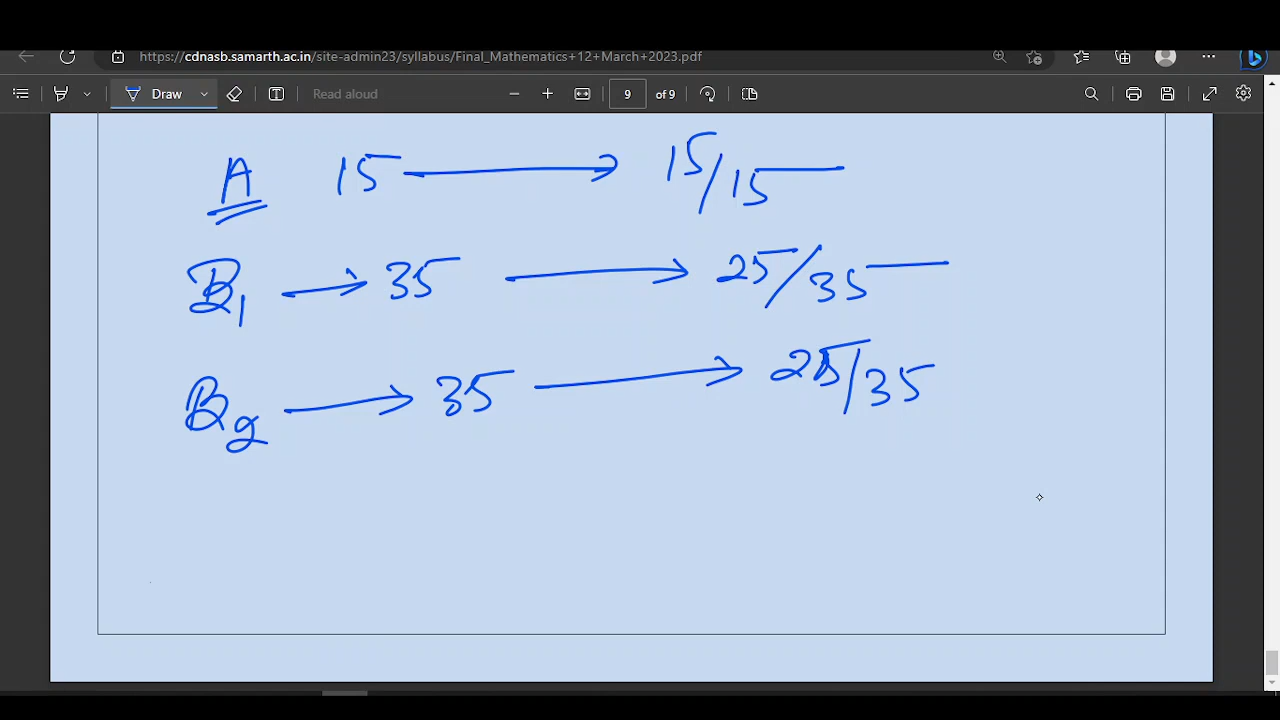 https://cdnasb.samarth.ac.in/site-admin23/syllabus/Final_Mathematics+12+March+2023.pdf
Draw Read aloud 9 of 9
A 15 → 15/15
B1 → 35 → 25/35
B2 → 35 → 25/35